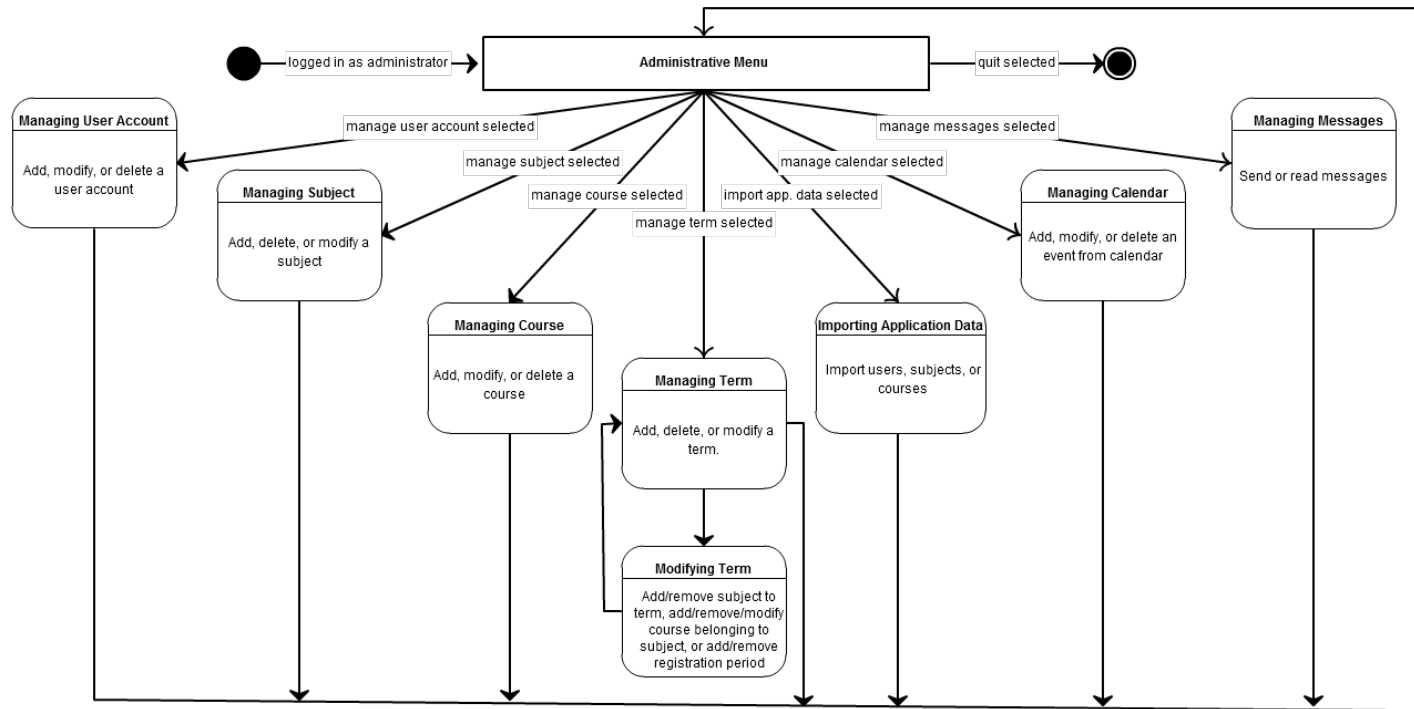 Administrative Menu
logged in as administrator
quit selected
Managing User Account
Add, modify, or delete a
user account
manage user account selected
manage messages selected
Managing Messages
Send or read messages
manage subject selected
manage calendar selected
Managing Subject
Add, delete, or modify a
subject
manage course selected
import app. data selected
Managing Calendar
Add, modify, or delete an
event from calendar
manage term selected
Managing Course
Add, modify, or delete a
course
Importing Application Data
Import users, subjects, or
courses
Managing Term
Add, delete, or modify a
term.
Modifying Term
Add/remove subject to
term, add/remove/modify
course belonging to
subject, or add/remove
registration period